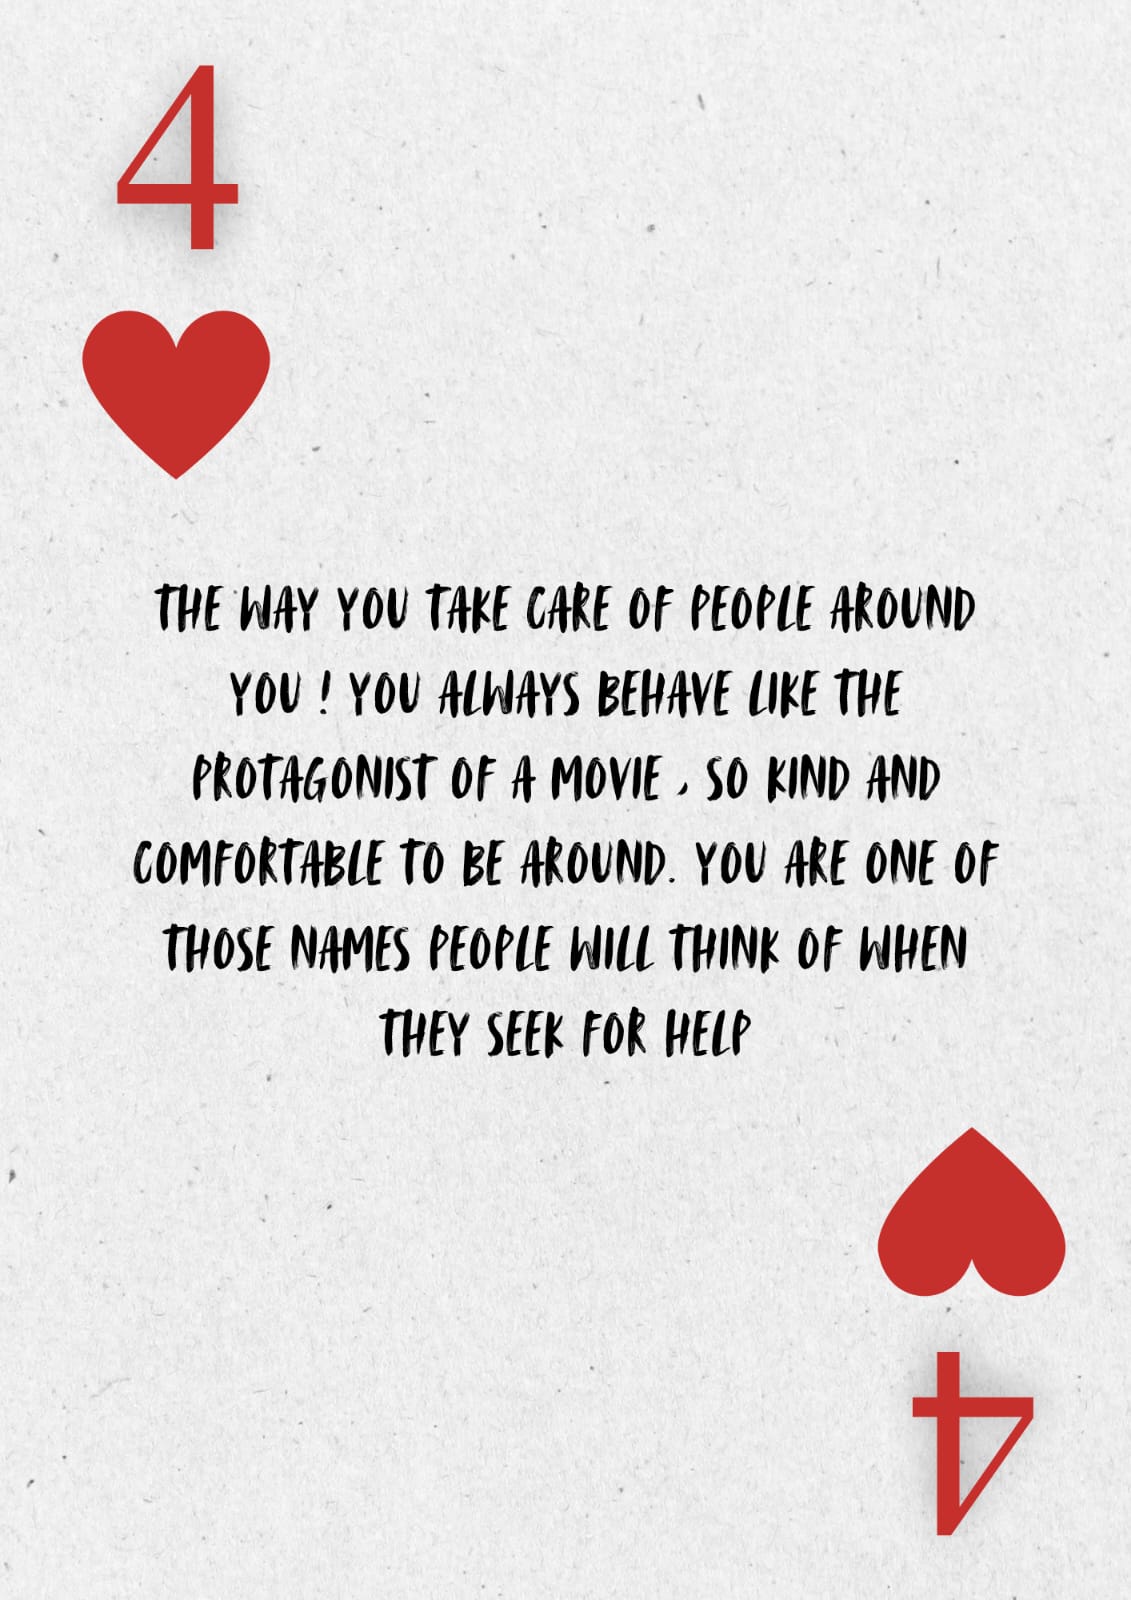 4
THE WAY YOU TAKE CARE OF PEOPLE AROUND
YOU ! YOU ALWAYS BEHAVE LIKE THE
PROTAGONIST OF A MOVIE , SO KIND AND
COMFORTABLE TO BE AROUND. YOU ARE ONE OF
THOSE NAMES PEOPLE WILL THINK OF WHEN
THEY SEEK FOR HELP
4